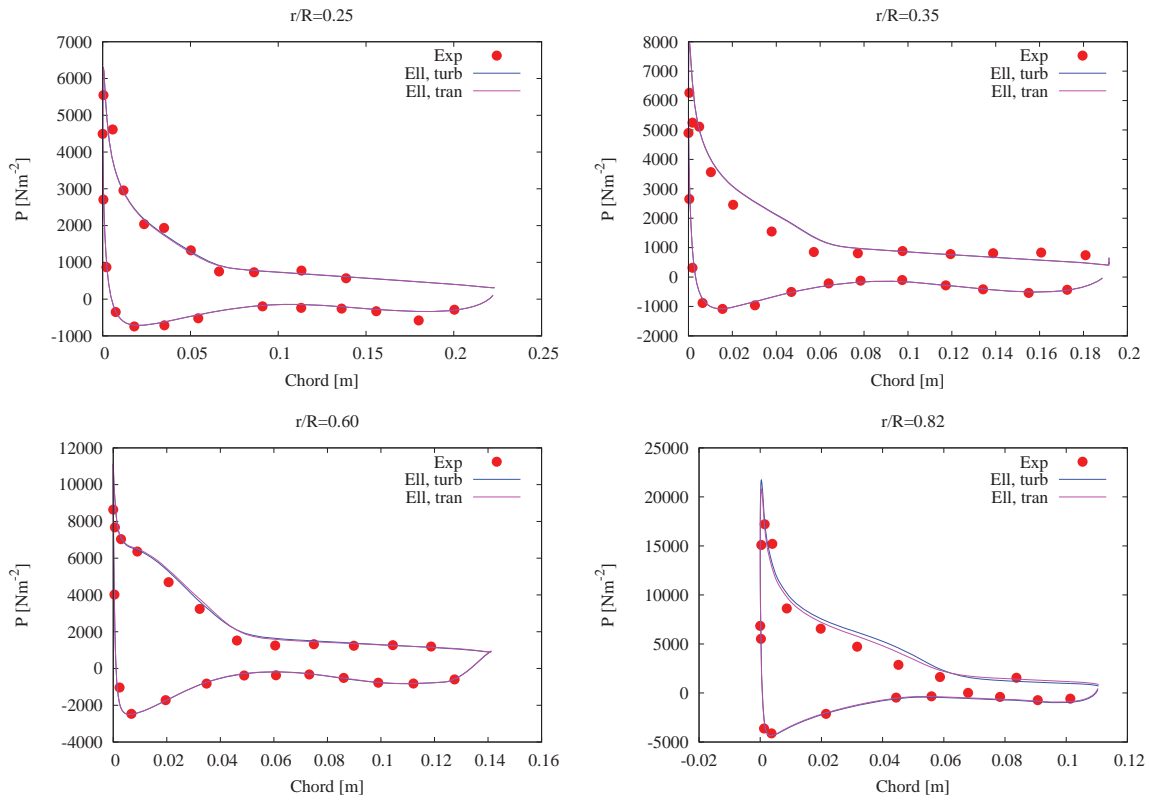 r/R=0.25
7000
6000
5000
4000
3000
2000
1000
0
-1000
P [Nm-2]
Exp
Ell, turb
Ell, tran
0
0.05
0.1
0.15
0.2
0.25
Chord [m]
r/R=0.35
8000
7000
6000
5000
4000
3000
2000
1000
0
-1000
-2000
P [Nm-2]
Exp
Ell, turb
Ell, tran
0
0.02
0.04
0.06
0.08
0.1
0.12
0.14
0.16
0.18
0.2
Chord [m]
r/R=0.60
12000
10000
8000
6000
4000
2000
0
-2000
-4000
P [Nm-2]
Exp
Ell, turb
Ell, tran
0
0.02
0.04
0.06
0.08
0.1
0.12
0.14
0.16
Chord [m]
r/R=0.82
25000
20000
15000
10000
5000
0
-5000
P [Nm-2]
Exp
Ell, turb
Ell, tran
-0.02
0
0.02
0.04
0.06
0.08
0.1
0.12
Chord [m]